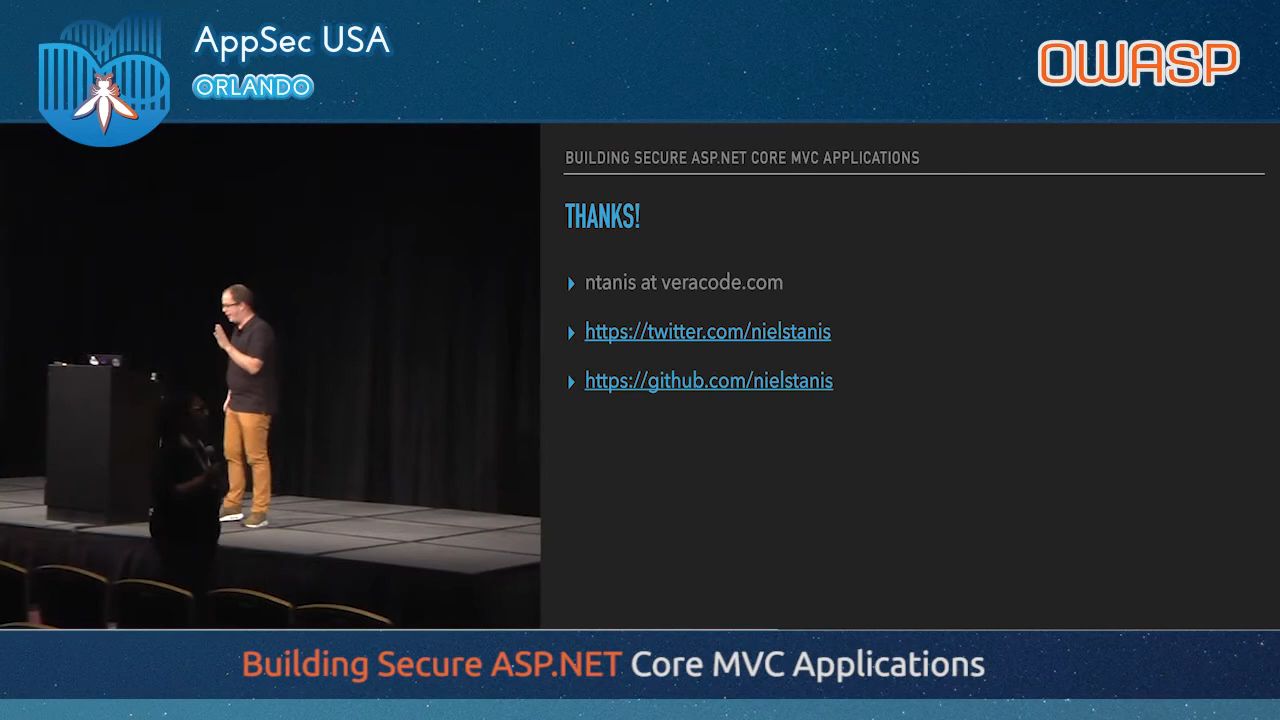 AppSec USA
ORLANDO
OWASP
BUILDING SECURE ASP.NET CORE MVC APPLICATIONS
THANKS!
ntanis at veracode.com
https://twitter.com/nielstanis
https://github.com/nielstanis
Building Secure ASP.NET Core MVC Applications